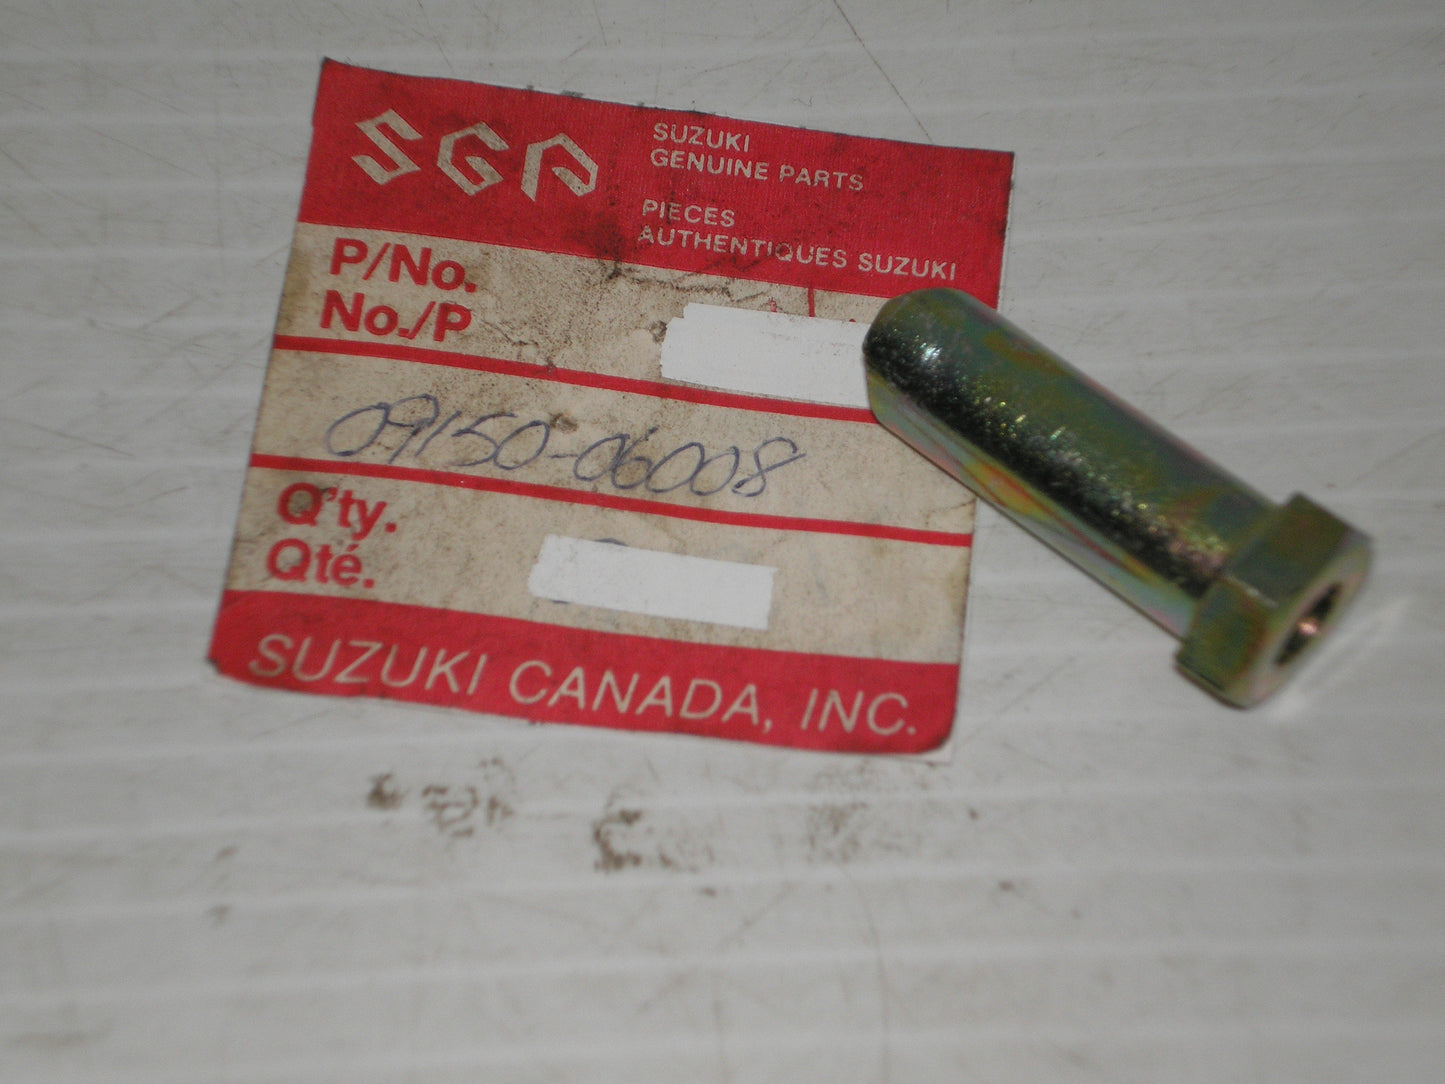 SGP
SUZUKI
GENUINE PARTS
PIECES
AUTHENTIQUES SUZUKI
P/No.
No./P
09150-06008
Q'ty.
Qté.
SUZUKI CANADA, INC.